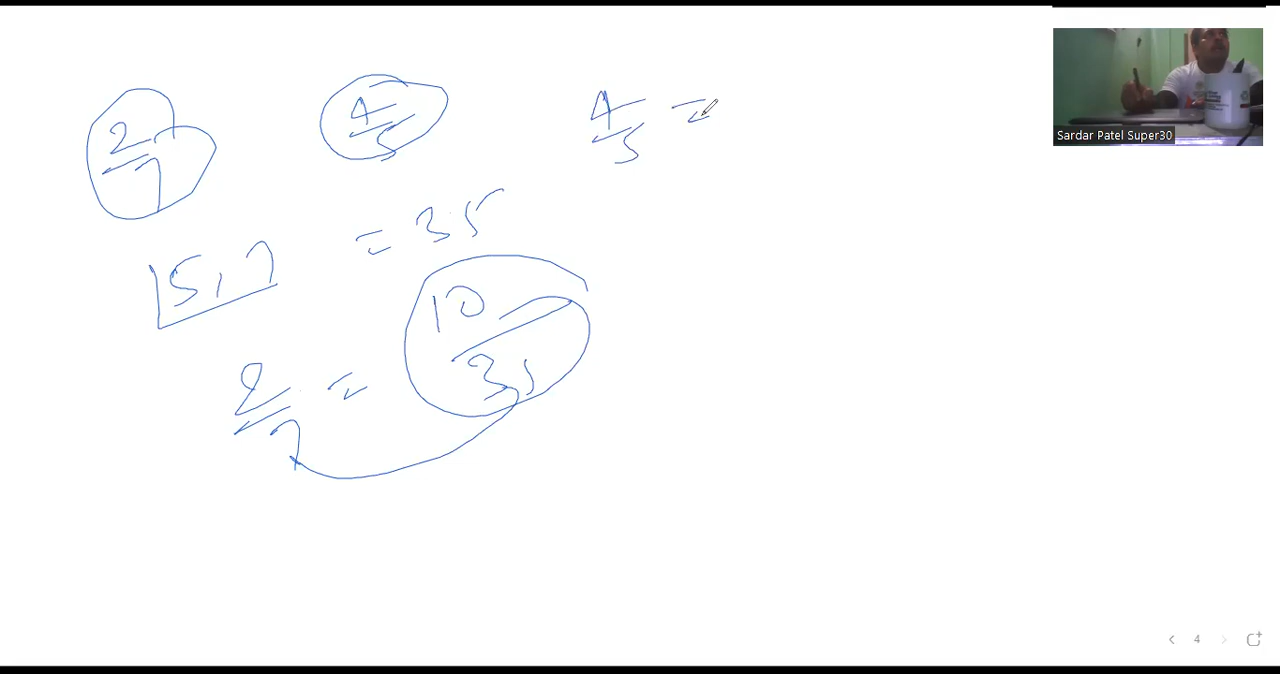 2/7 4/5 4/5 =
5, 7 = 35
2/7 = 10/35
Sardar Patel Super30
4